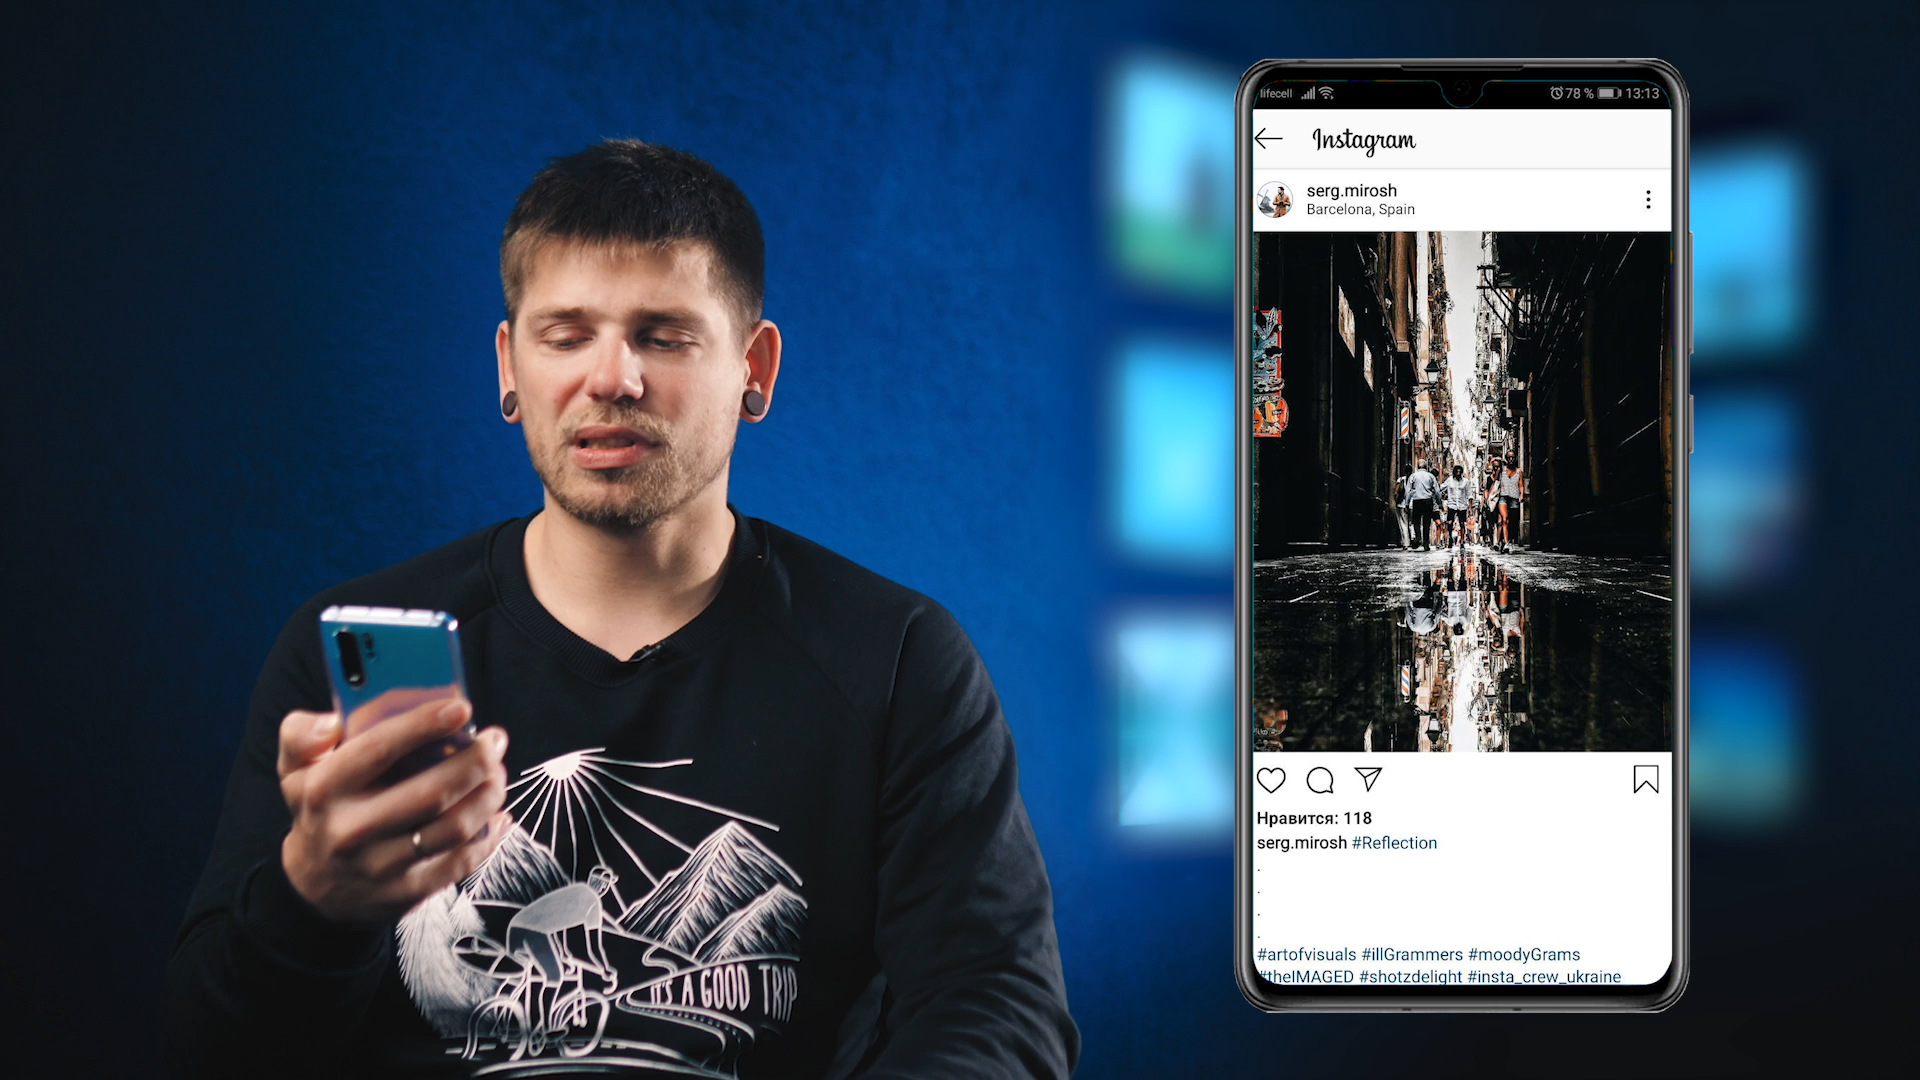 IT'S A GOOD TRIP
lifecell 78 % 13:13
Instagram
serg.mirosh
Barcelona, Spain
Нравится: 118
serg.mirosh #Reflection
.
.
.
.
#artofvisuals #illGrammers #moodyGrams
#theIMAGED #shotzdelight #insta_crew_ukraine